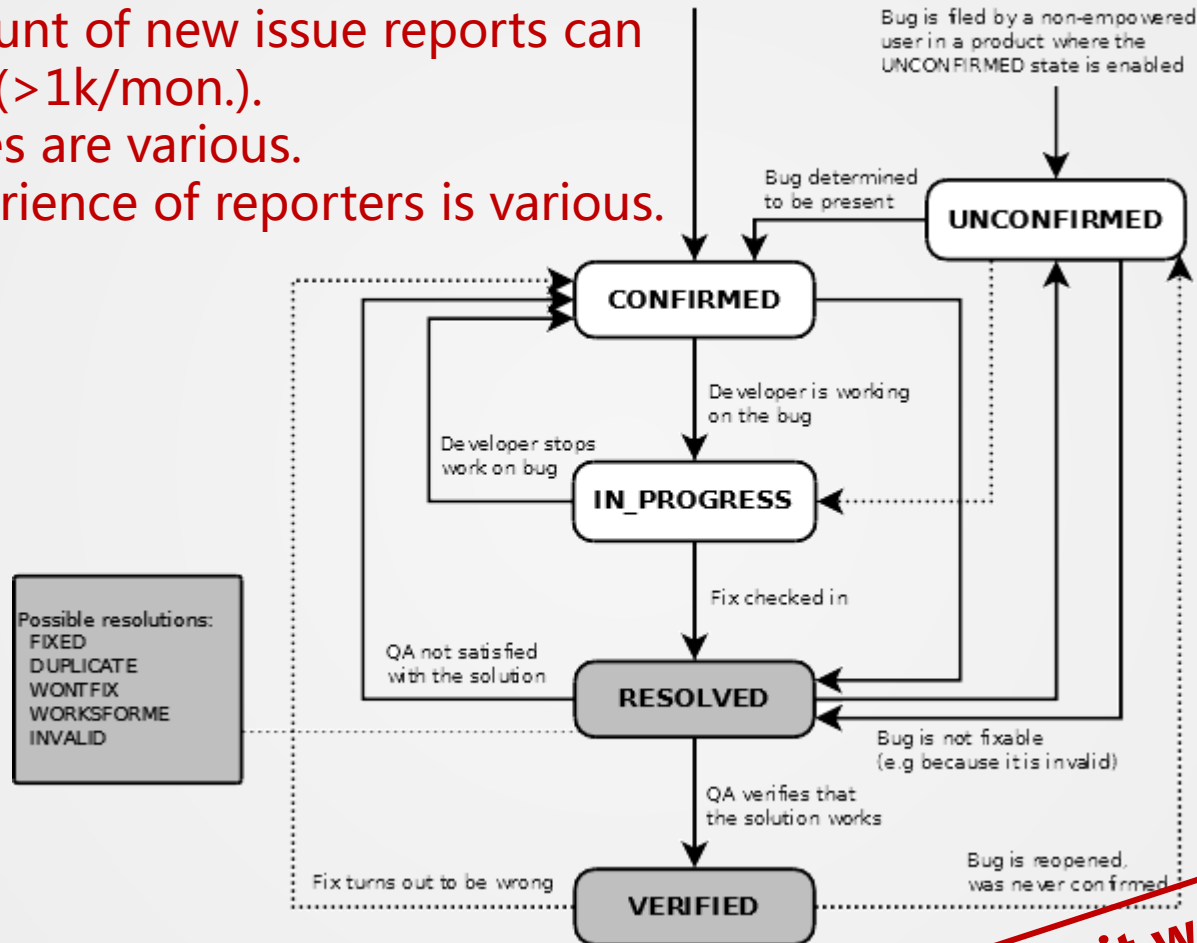 unt of new issue reports can
(>1k/mon.).
es are various.
rience of reporters is various.
Bug is filed by a non-empowered
user in a product where the
UNCONFIRMED state is enabled
Bug determined
to be present
UNCONFIRMED
CONFIRMED
Developer is working
on the bug
Developer stops
work on bug
IN_PROGRESS
Fix checked in
Possible resolutions:
FIXED
DUPLICATE
WONTFIX
WORKSFORME
INVALID
QA not satisfied
with the solution
RESOLVED
Bug is not fixable
(e.g because it is invalid)
QA verifies that
the solution works
Bug is reopened,
was never confirmed
Fix turns out to be wrong
VERIFIED
it w